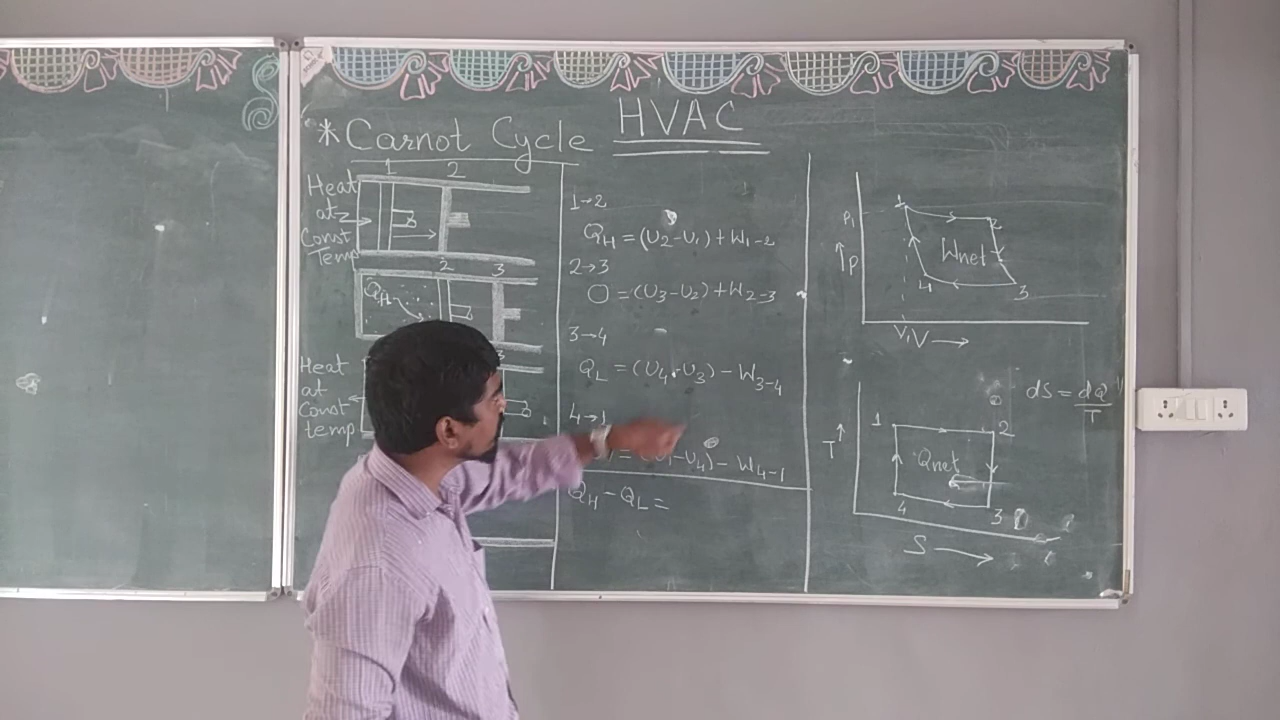 HVAC
* Carnot Cycle
1 2
Heat
at
Const
Temp
2 3
QH
Heat
at
Const
temp
3
1→2
QH = (U2-U1) + W1-2
2→3
0 = (U3-U2) + W2-3
3→4
QL = (U4-U3) - W3-4
4→1
= (U1-U4) - W4-1
QH - QL =
1 2
P1
↑P
Wnet
4 3
V1 V →
dS = dQ
T
1 2
T↑
Qnet
4 3
S →